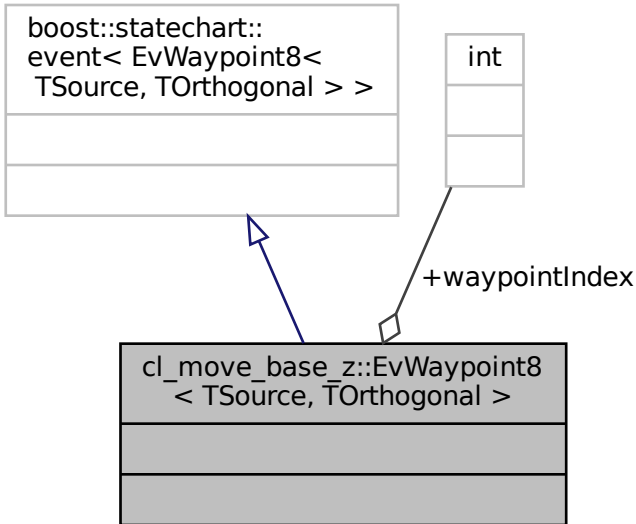 boost::statechart::
event< EvWaypoint8<
TSource, TOrthogonal > >
int
+waypointIndex
cl_move_base_z::EvWaypoint8
< TSource, TOrthogonal >